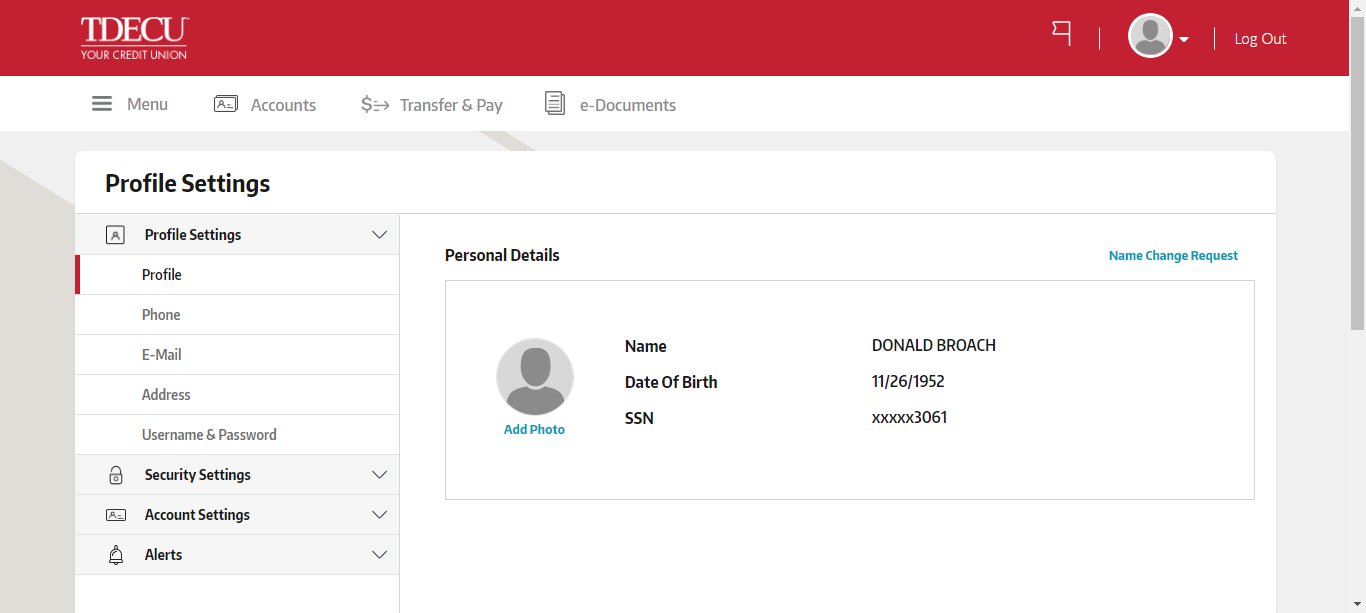 TDECU
YOUR CREDIT UNION
Log Out
Menu
Accounts
Transfer & Pay
e-Documents
Profile Settings
Profile Settings
Profile
Phone
E-Mail
Address
Username & Password
Security Settings
Account Settings
Alerts
Personal Details
Name Change Request
Add Photo
Name DONALD BROACH
Date Of Birth 11/26/1952
SSN xxxxx3061